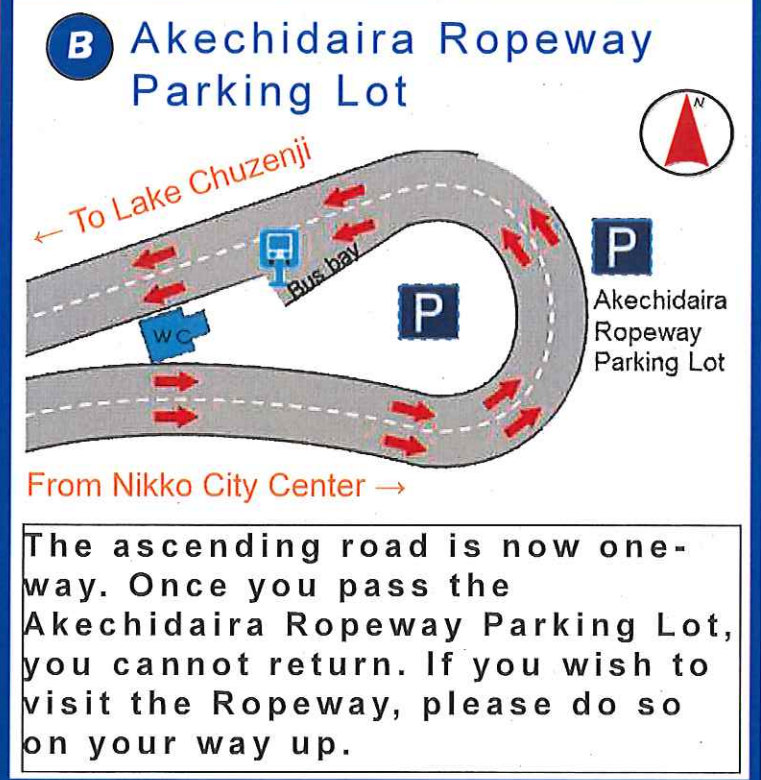 B Akechidaira Ropeway
Parking Lot
N
← To Lake Chuzenji
Bus bay
P
P
WC
Akechidaira
Ropeway
Parking Lot
From Nikko City Center →
The ascending road is now one-
way. Once you pass the
Akechidaira Ropeway Parking Lot,
you cannot return. If you wish to
visit the Ropeway, please do so
on your way up.